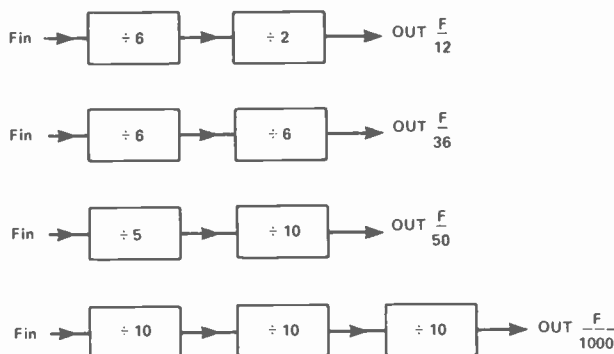 Fin ÷ 6 ÷ 2 OUT F/12
Fin ÷ 6 ÷ 6 OUT F/36
Fin ÷ 5 ÷ 10 OUT F/50
Fin ÷ 10 ÷ 10 ÷ 10 OUT F/1000